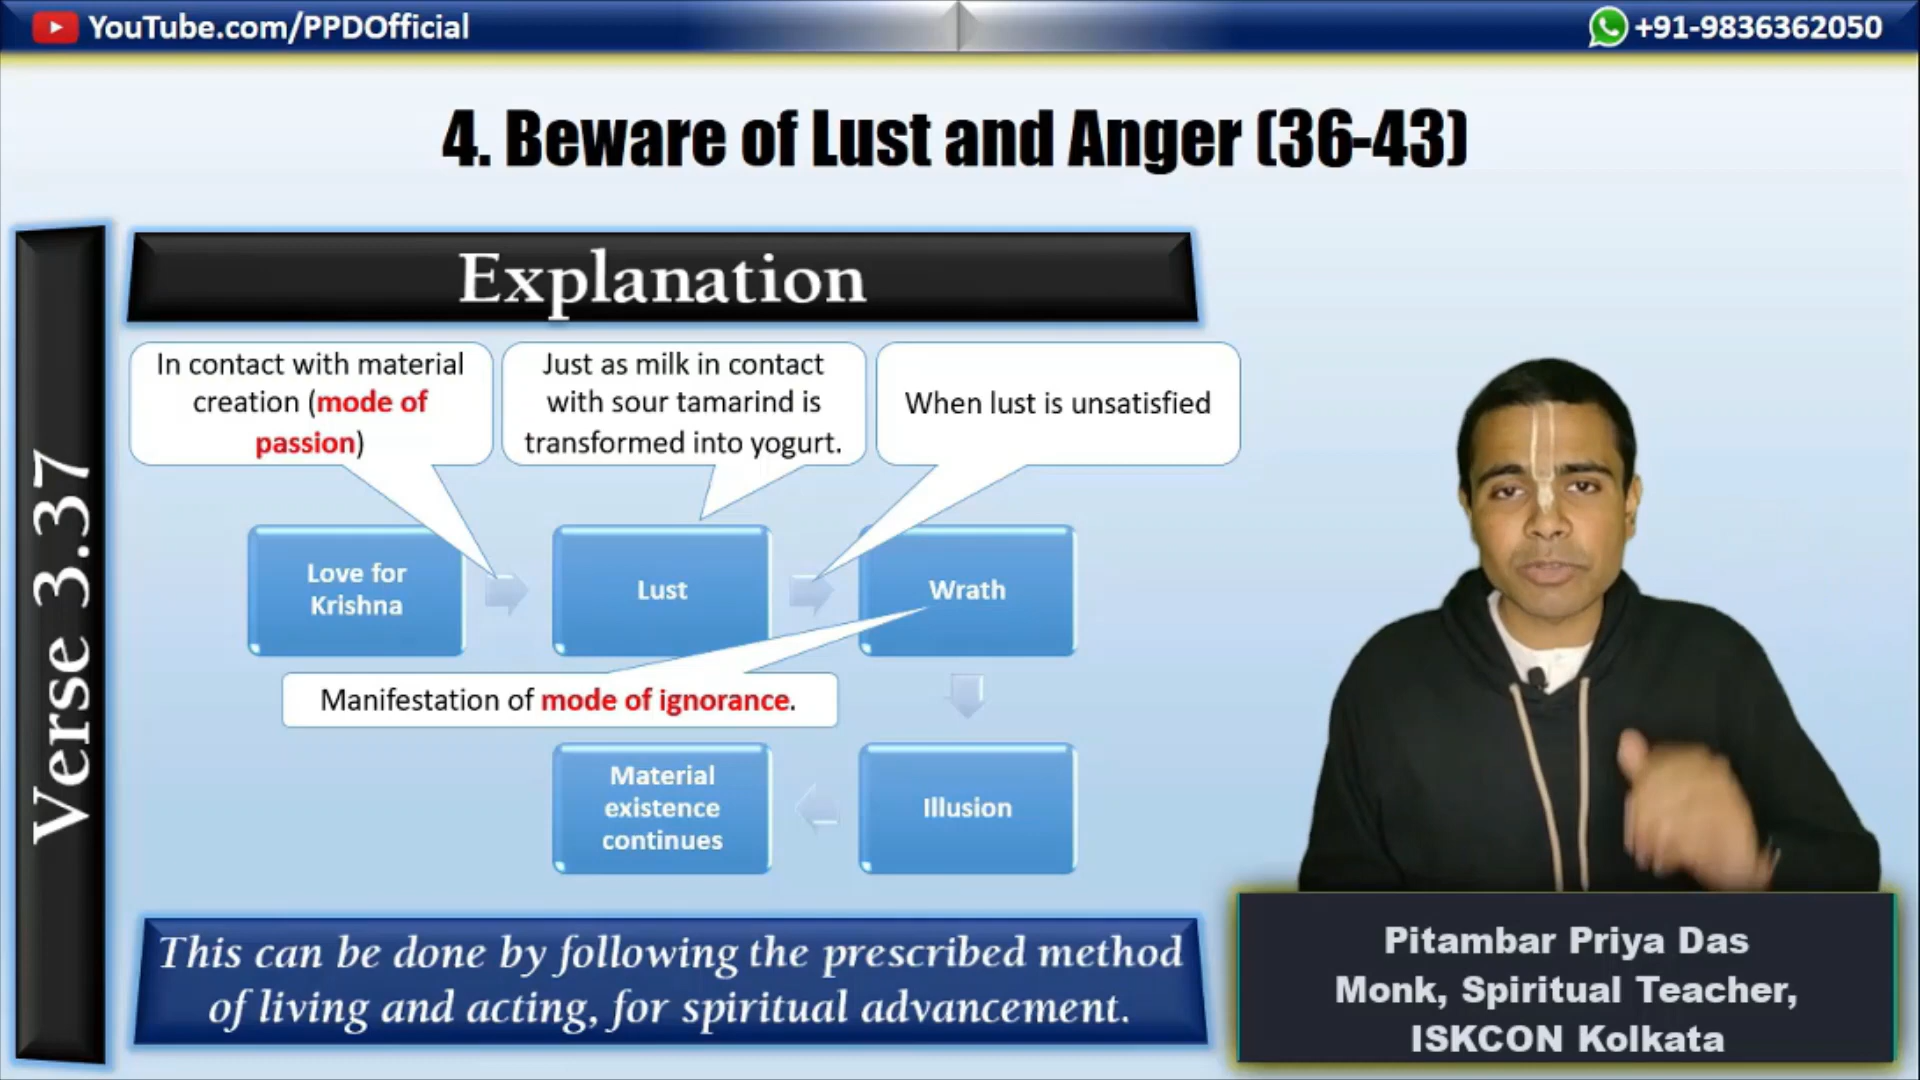 YouTube.com/PPDOfficial
+91-9836362050
4. Beware of Lust and Anger (36-43)
Verse 3.37
Explanation
In contact with material
creation (mode of
passion)
Just as milk in contact
with sour tamarind is
transformed into yogurt.
When lust is unsatisfied
Love for
Krishna
Lust
Wrath
Manifestation of mode of ignorance.
Material
existence
continues
Illusion
This can be done by following the prescribed method
of living and acting, for spiritual advancement.
Pitambar Priya Das
Monk, Spiritual Teacher,
ISKCON Kolkata